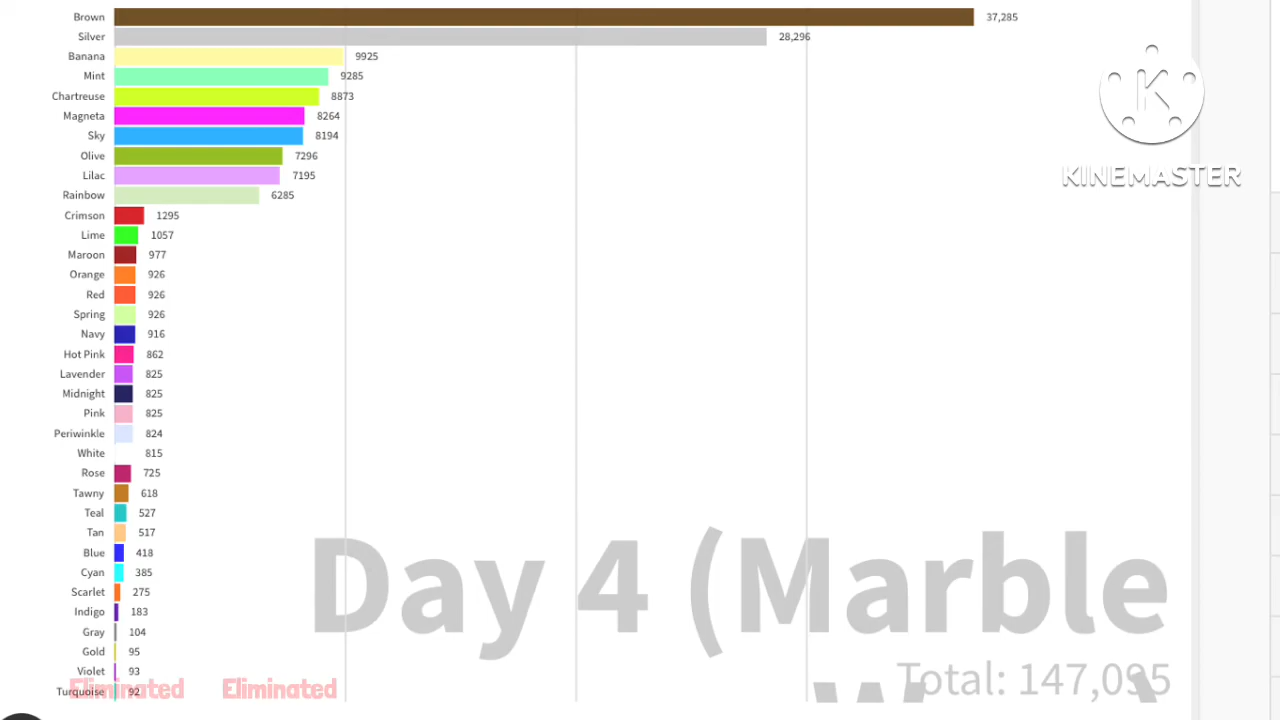 Brown 37,285
Silver 28,296
Banana 9925
Mint 9285
Chartreuse 8873
Magneta 8264
Sky 8194
Olive 7296
Lilac 7195
Rainbow 6285
Crimson 1295
Lime 1057
Maroon 977
Orange 926
Red 926
Spring 926
Navy 916
Hot Pink 862
Lavender 825
Midnight 825
Pink 825
Periwinkle 824
White 815
Rose 725
Tawny 618
Teal 527
Tan 517
Blue 418
Cyan 385
Scarlet 275
Indigo 183
Gray 104
Gold 95
Violet 93
Turquoise 92
Eliminated Eliminated
KINEMASTER
Day 4 (Marble
Total: 147,095